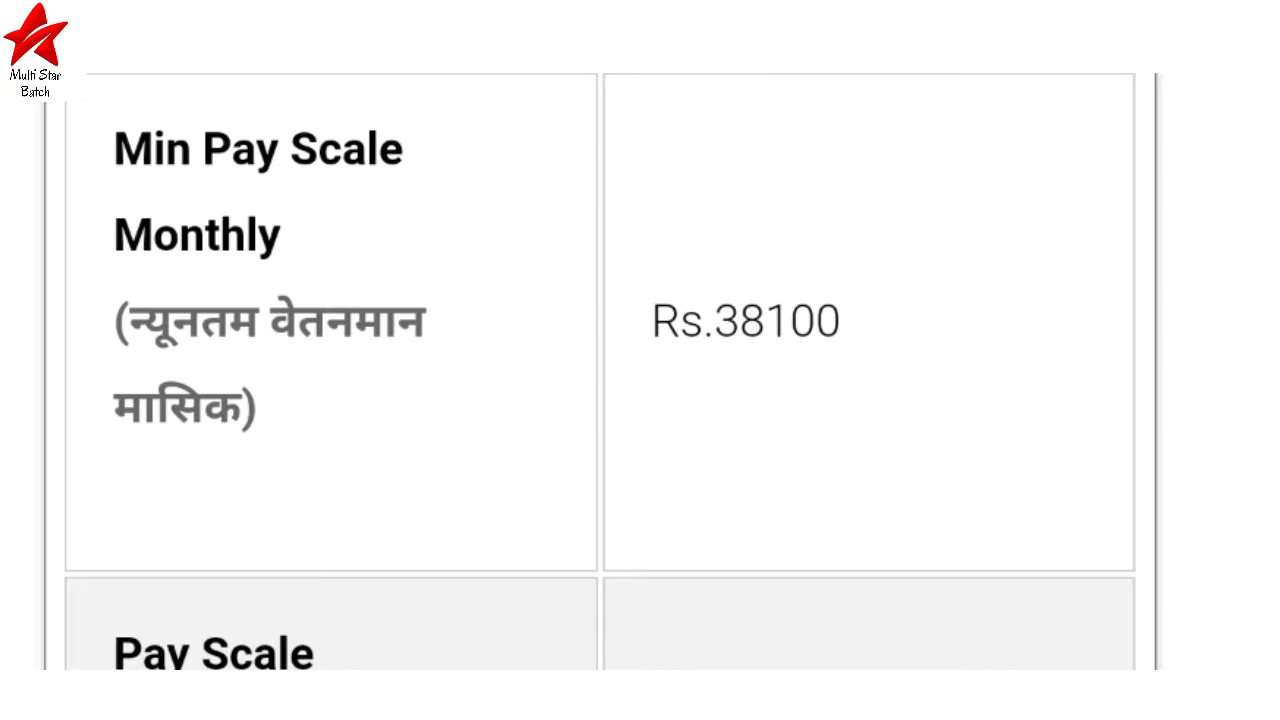 Multi Star
Batch
Min Pay Scale
Monthly
(न्यूनतम वेतनमान
मासिक)
Rs.38100
Pay Scale